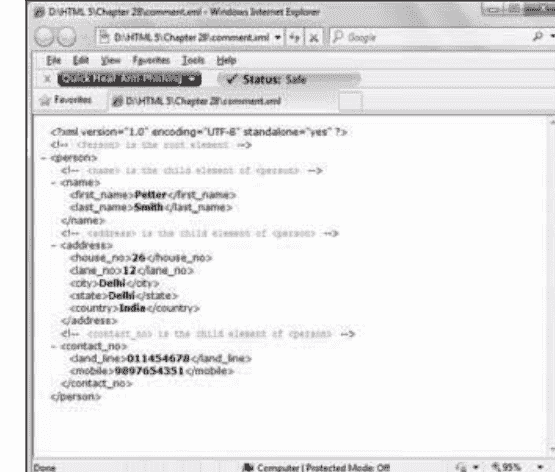 D:\HTML 5\Chapter 28\comment.xml - Windows Internet Explorer
D:\HTML 5\Chapter 28\comment.xml
Google
File Edit View Favorites Tools Help
x Quick Heal Anti-Phishing ✓ Status: Safe
Favorites D:\HTML 5\Chapter 28\comment.xml
<?xml version="1.0" encoding="UTF-8" standalone="yes" ?>
<!-- <Person> is the root element -->
- <person>
<!-- <name> is the child element of <person> -->
- <name>
<first_name>Petter</first_name>
<last_name>Smith</last_name>
</name>
<!-- <address> is the child element of <person> -->
- <address>
<house_no>26</house_no>
<lane_no>12</lane_no>
<city>Delhi</city>
<state>Delhi</state>
<country>India</country>
</address>
<!-- <contact_no> is the child element of <person> -->
- <contact_no>
<land_line>011454678</land_line>
<mobile>9897654351</mobile>
</contact_no>
</person>
Done Computer | Protected Mode: Off 95%